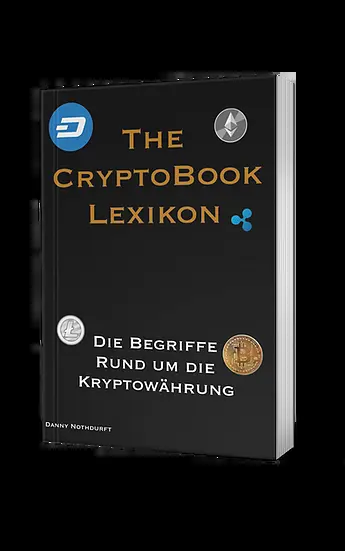 THE
CRYPTOBOOK
LEXIKON
DIE BEGRIFFE
RUND UM DIE
KRYPTOWÄHRUNG
DANNY NOTHDURFT